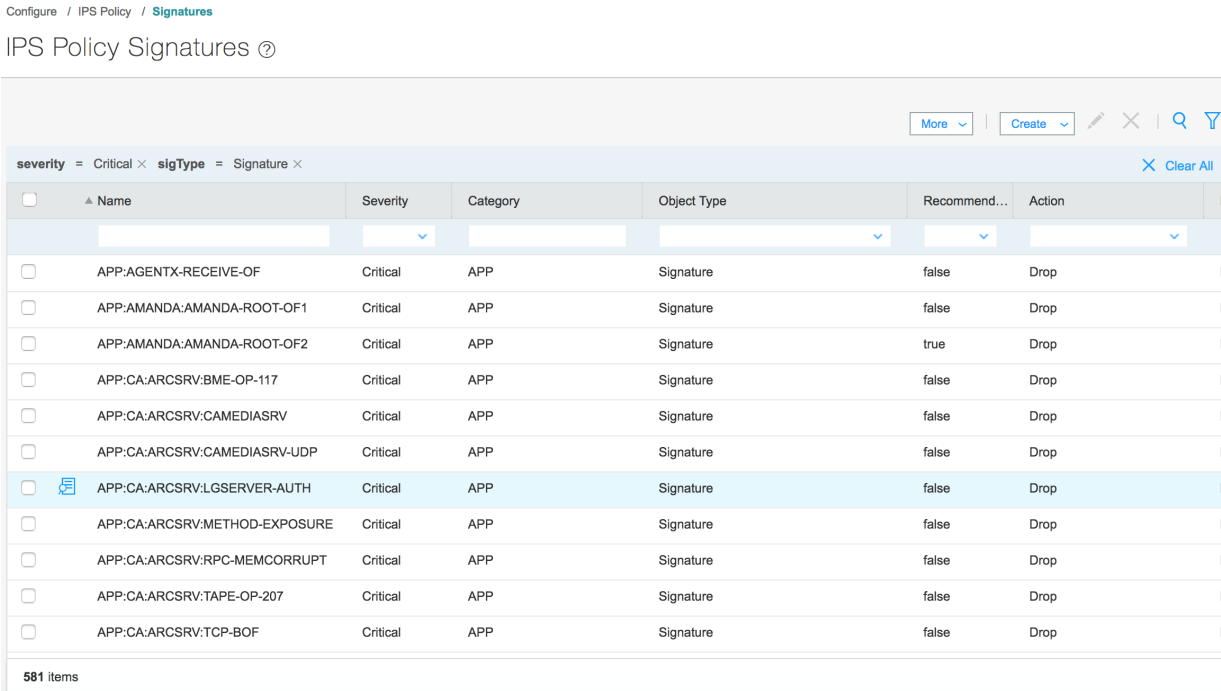 Configure / IPS Policy / Signatures
IPS Policy Signatures ?
More Create
severity = Critical × sigType = Signature × Clear All
Name Severity Category Object Type Recommend... Action
APP:AGENTX-RECEIVE-OF Critical APP Signature false Drop
APP:AMANDA:AMANDA-ROOT-OF1 Critical APP Signature false Drop
APP:AMANDA:AMANDA-ROOT-OF2 Critical APP Signature true Drop
APP:CA:ARCSRV:BME-OP-117 Critical APP Signature false Drop
APP:CA:ARCSRV:CAMEDIASRV Critical APP Signature false Drop
APP:CA:ARCSRV:CAMEDIASRV-UDP Critical APP Signature false Drop
APP:CA:ARCSRV:LGSERVER-AUTH Critical APP Signature false Drop
APP:CA:ARCSRV:METHOD-EXPOSURE Critical APP Signature false Drop
APP:CA:ARCSRV:RPC-MEMCORRUPT Critical APP Signature false Drop
APP:CA:ARCSRV:TAPE-OP-207 Critical APP Signature false Drop
APP:CA:ARCSRV:TCP-BOF Critical APP Signature false Drop
581 items